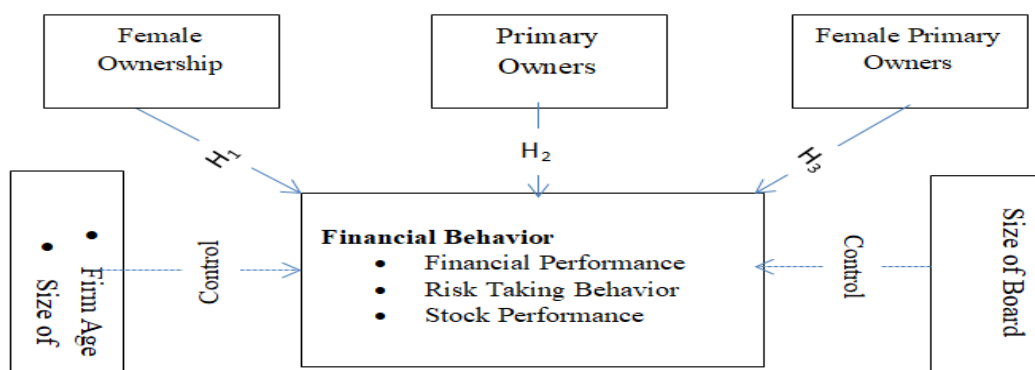 Female
Ownership
Primary
Owners
Female Primary
Owners
H1
H2
H3
• Firm Age
• Size of
Control
Financial Behavior
• Financial Performance
• Risk Taking Behavior
• Stock Performance
Control
Size of Board